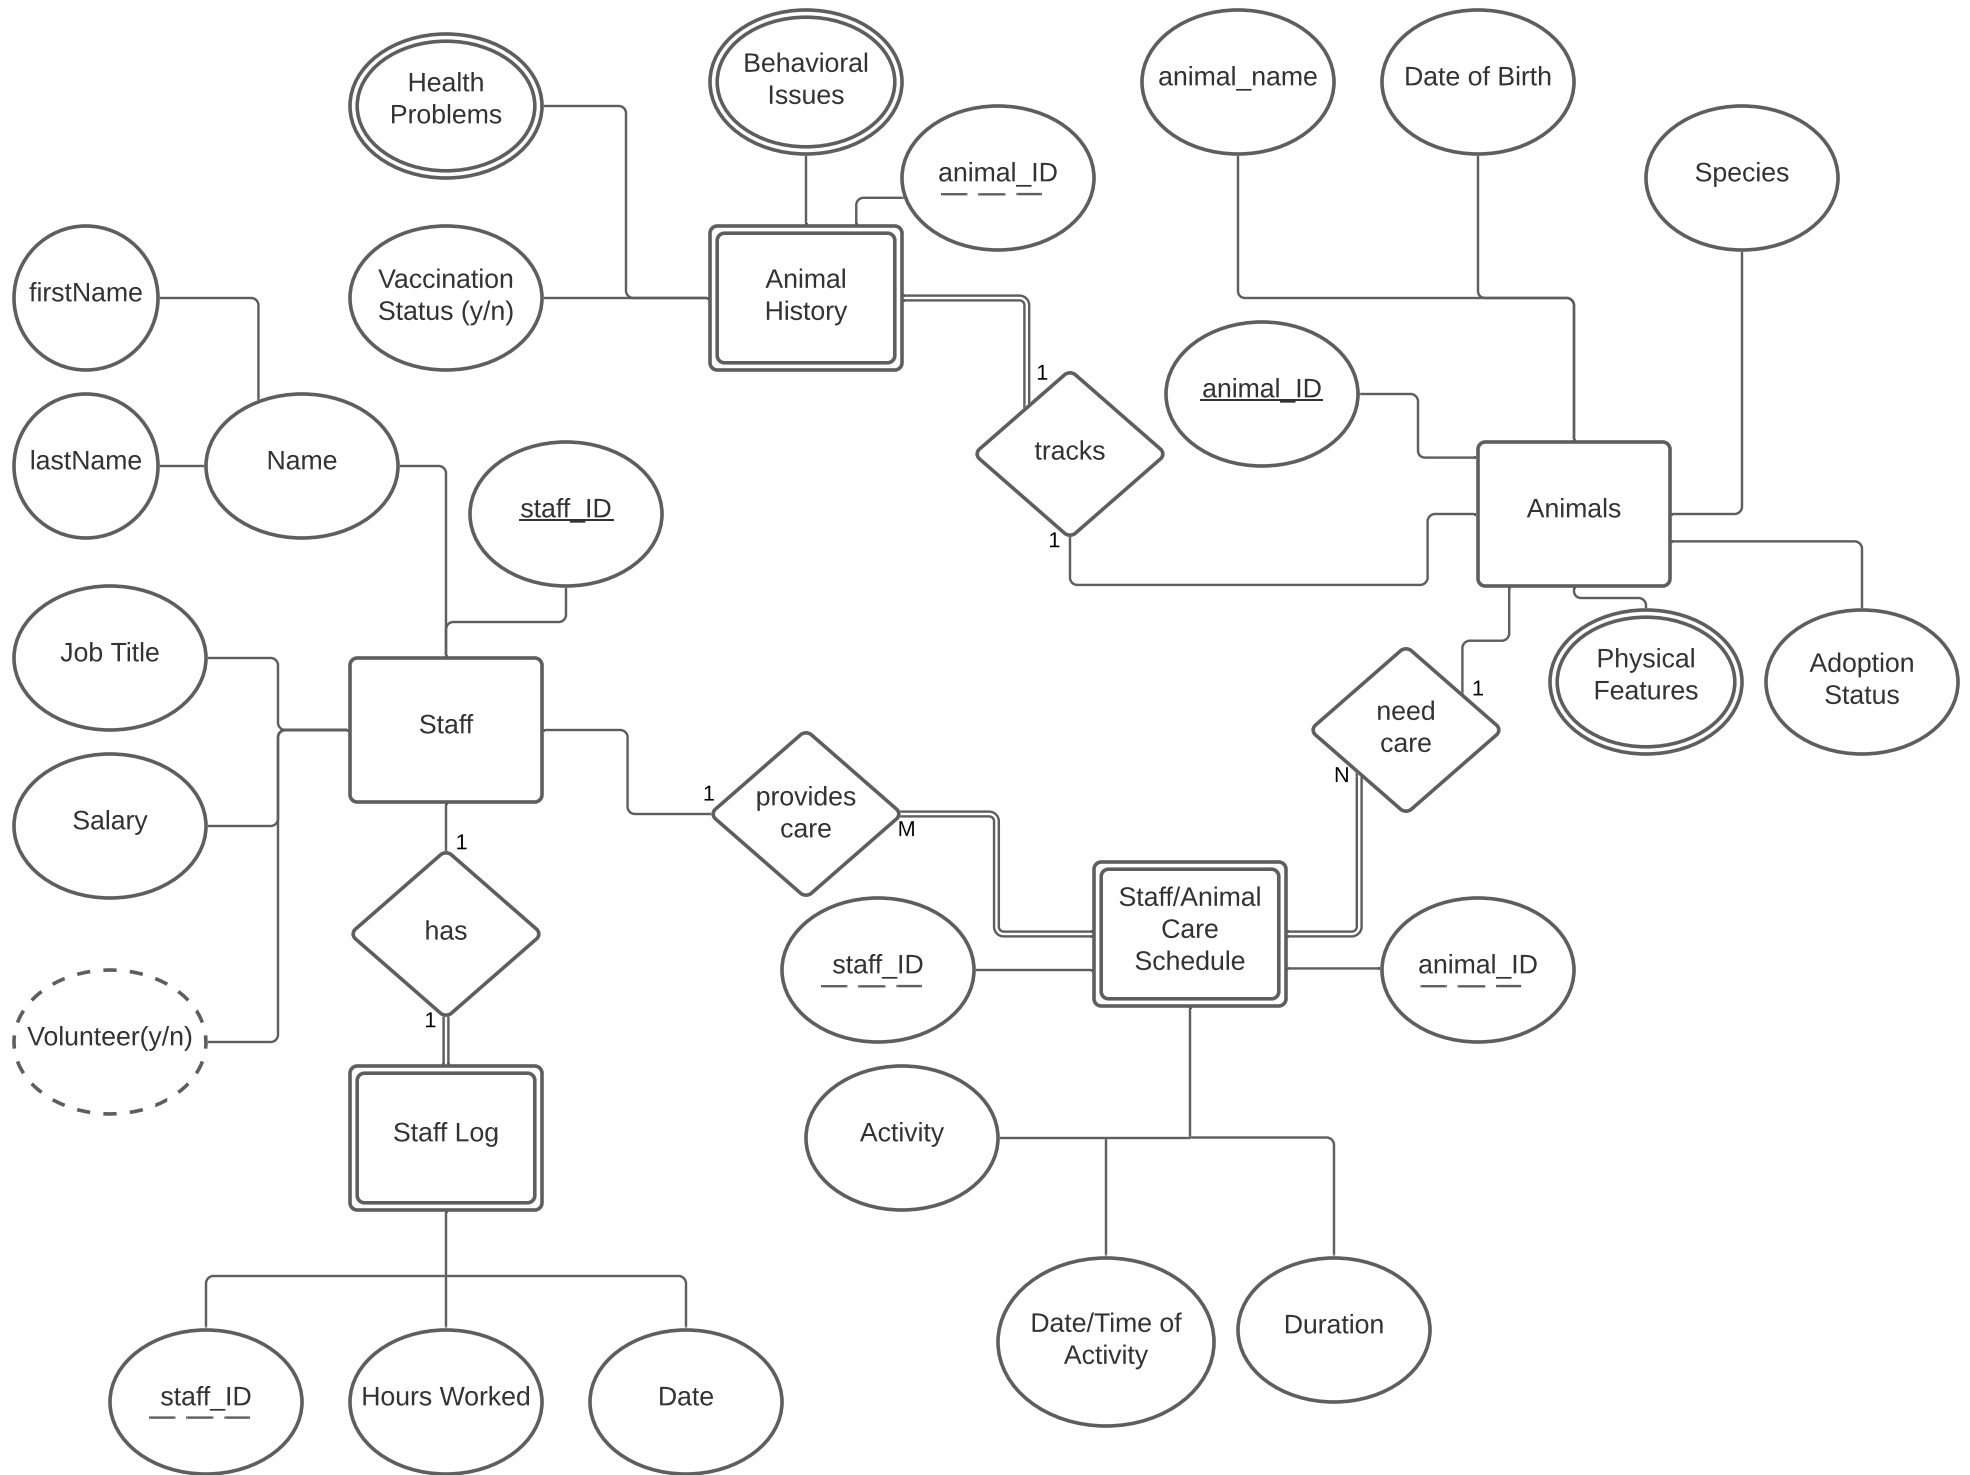 Health
Problems
Behavioral
Issues
animal_name
Date of Birth
animal_ID
Species
firstName
Vaccination
Status (y/n)
Animal
History
1
animal_ID
tracks
lastName
Name
staff_ID
Animals
1
Job Title
Staff
Physical
Features
Adoption
Status
need
care
1
N
Salary
1
provides
care
M
1
has
Staff/Animal
Care
Schedule
staff_ID
animal_ID
1
Volunteer(y/n)
Staff Log
Activity
Date/Time of
Activity
Duration
staff_ID
Hours Worked
Date